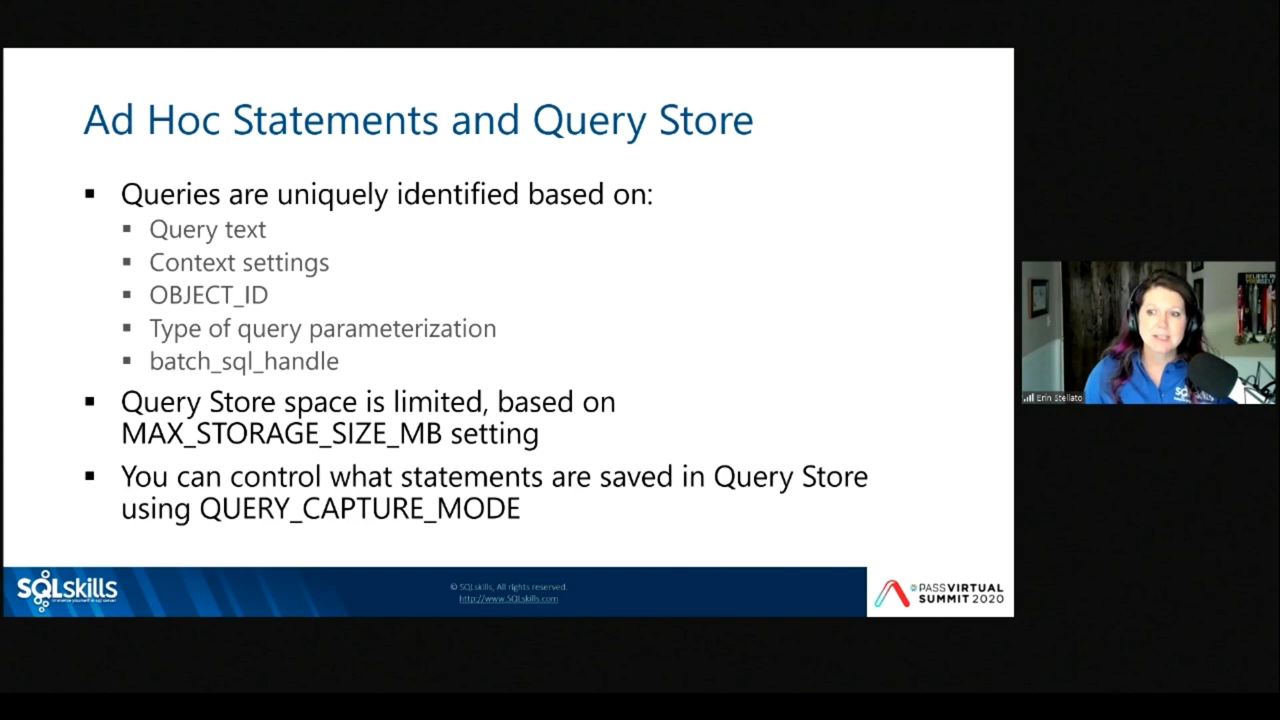 Ad Hoc Statements and Query Store
▪ Queries are uniquely identified based on:
▪ Query text
▪ Context settings
▪ OBJECT_ID
▪ Type of query parameterization
▪ batch_sql_handle
▪ Query Store space is limited, based on
MAX_STORAGE_SIZE_MB setting
▪ You can control what statements are saved in Query Store
using QUERY_CAPTURE_MODE
SQLskills
© SQLskills, All rights reserved.
http://www.SQLskills.com
PASS VIRTUAL
SUMMIT 2020
BELIEVE IN
YOURSELF
Erin Stellato